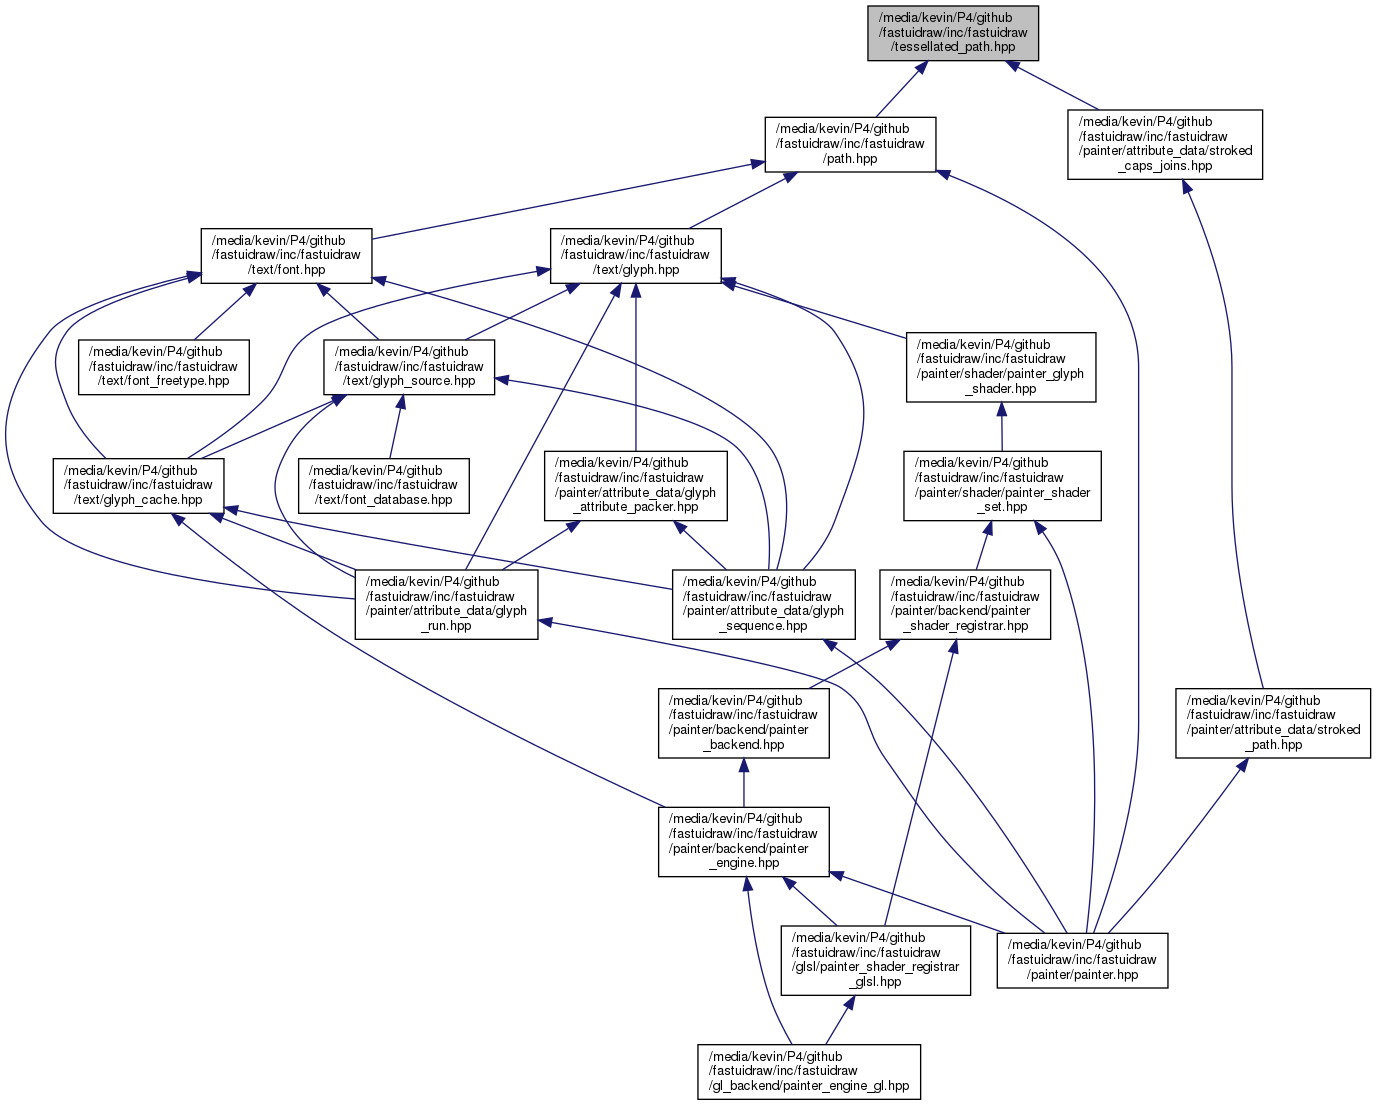 /media/kevin/P4/github
/fastuidraw/inc/fastuidraw
/tessellated_path.hpp
/media/kevin/P4/github
/fastuidraw/inc/fastuidraw
/painter/attribute_data/stroked
_caps_joins.hpp
/media/kevin/P4/github
/fastuidraw/inc/fastuidraw
/path.hpp
/media/kevin/P4/github
/fastuidraw/inc/fastuidraw
/text/font.hpp
/media/kevin/P4/github
/fastuidraw/inc/fastuidraw
/text/glyph.hpp
/media/kevin/P4/github
/fastuidraw/inc/fastuidraw
/text/font_freetype.hpp
/media/kevin/P4/github
/fastuidraw/inc/fastuidraw
/text/glyph_source.hpp
/media/kevin/P4/github
/fastuidraw/inc/fastuidraw
/painter/shader/painter_glyph
_shader.hpp
/media/kevin/P4/github
/fastuidraw/inc/fastuidraw
/text/glyph_cache.hpp
/media/kevin/P4/github
/fastuidraw/inc/fastuidraw
/text/font_database.hpp
/media/kevin/P4/github
/fastuidraw/inc/fastuidraw
/painter/attribute_data/glyph
_attribute_packer.hpp
/media/kevin/P4/github
/fastuidraw/inc/fastuidraw
/painter/shader/painter_shader
_set.hpp
/media/kevin/P4/github
/fastuidraw/inc/fastuidraw
/painter/attribute_data/glyph
_run.hpp
/media/kevin/P4/github
/fastuidraw/inc/fastuidraw
/painter/attribute_data/glyph
_sequence.hpp
/media/kevin/P4/github
/fastuidraw/inc/fastuidraw
/painter/backend/painter
_shader_registrar.hpp
/media/kevin/P4/github
/fastuidraw/inc/fastuidraw
/painter/backend/painter
_backend.hpp
/media/kevin/P4/github
/fastuidraw/inc/fastuidraw
/painter/attribute_data/stroked
_path.hpp
/media/kevin/P4/github
/fastuidraw/inc/fastuidraw
/painter/backend/painter
_engine.hpp
/media/kevin/P4/github
/fastuidraw/inc/fastuidraw
/glsl/painter_shader_registrar
_glsl.hpp
/media/kevin/P4/github
/fastuidraw/inc/fastuidraw
/painter/painter.hpp
/media/kevin/P4/github
/fastuidraw/inc/fastuidraw
/gl_backend/painter_engine_gl.hpp